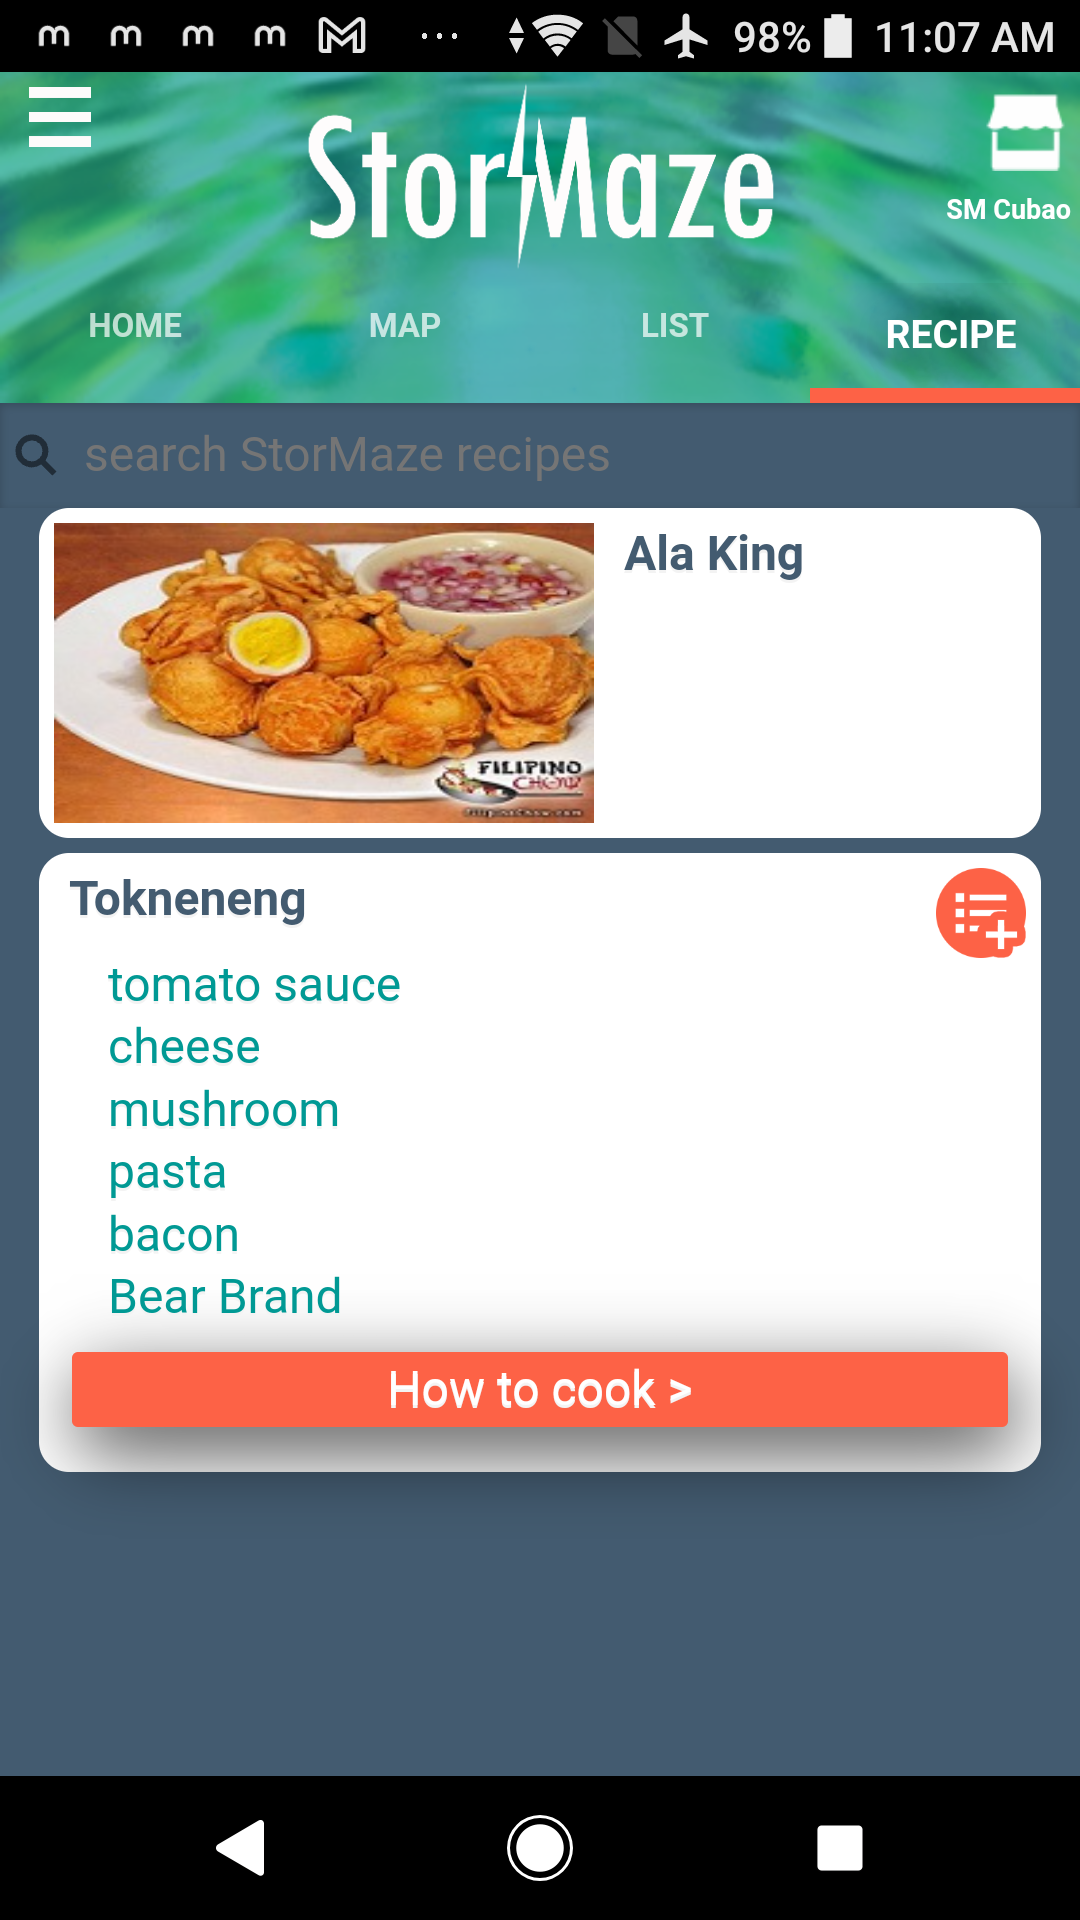 98% 11:07 AM
StorMaze
SM Cubao
HOME MAP LIST RECIPE
search StorMaze recipes
Ala King
FILIPINO
CHOW
Tokneneng
tomato sauce
cheese
mushroom
pasta
bacon
Bear Brand
How to cook >